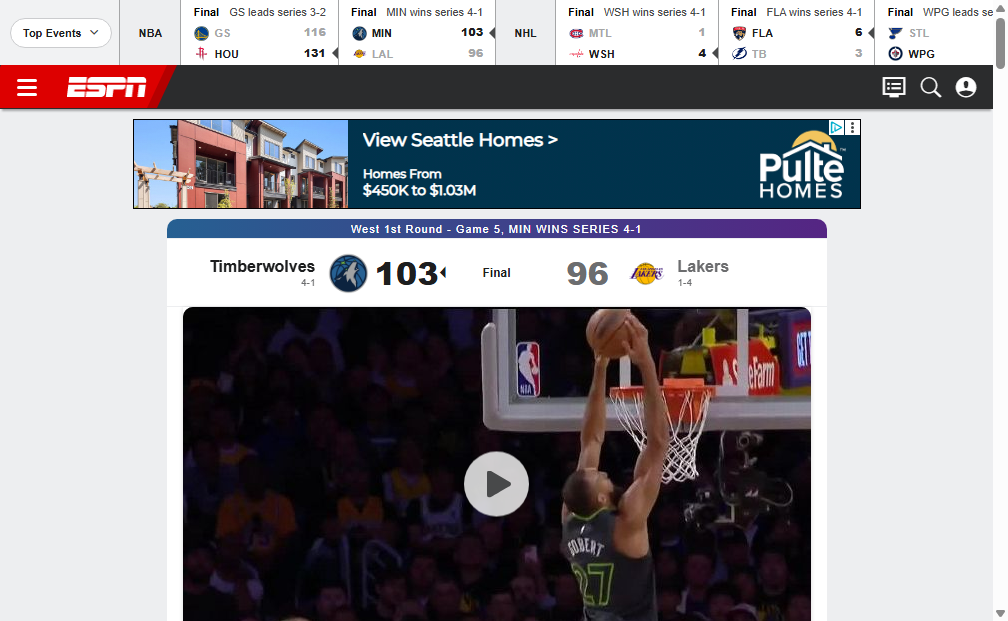 Top Events
NBA
Final GS leads series 3-2
GS 116
HOU 131
Final MIN wins series 4-1
MIN 103
LAL 96
NHL
Final WSH wins series 4-1
MTL 1
WSH 4
Final FLA wins series 4-1
FLA 6
TB 3
Final WPG leads se
STL
WPG
ESPN
View Seattle Homes >
Homes From
$450K to $1.03M
Pulte
HOMES
West 1st Round - Game 5, MIN WINS SERIES 4-1
Timberwolves
4-1
103
Final
96
LAKERS
Lakers
1-4
NBA
StateFarm
GET
GOBERT
27